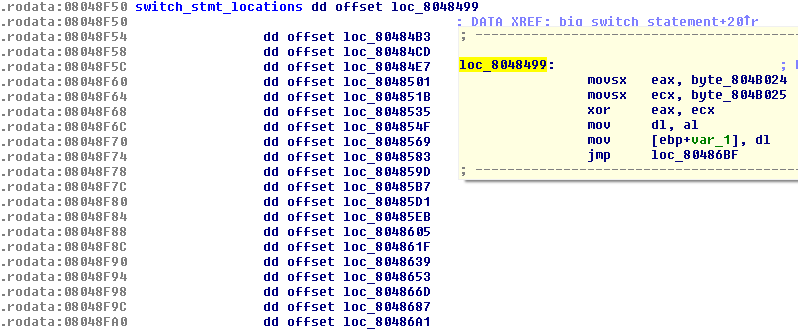 .rodata:08048F50 switch_stmt_locations dd offset loc_8048499
.rodata:08048F50 ; DATA XREF: big_switch_statement+20↑r
.rodata:08048F54 dd offset loc_80484B3
.rodata:08048F58 dd offset loc_80484CD
.rodata:08048F5C dd offset loc_80484E7
.rodata:08048F60 dd offset loc_8048501
.rodata:08048F64 dd offset loc_804851B
.rodata:08048F68 dd offset loc_8048535
.rodata:08048F6C dd offset loc_804854F
.rodata:08048F70 dd offset loc_8048569
.rodata:08048F74 dd offset loc_8048583
.rodata:08048F78 dd offset loc_804859D
.rodata:08048F7C dd offset loc_80485B7
.rodata:08048F80 dd offset loc_80485D1
.rodata:08048F84 dd offset loc_80485EB
.rodata:08048F88 dd offset loc_8048605
.rodata:08048F8C dd offset loc_804861F
.rodata:08048F90 dd offset loc_8048639
.rodata:08048F94 dd offset loc_8048653
.rodata:08048F98 dd offset loc_804866D
.rodata:08048F9C dd offset loc_8048687
.rodata:08048FA0 dd offset loc_80486A1
; ---------------------------------------
loc_8048499: ;
movsx eax, byte_804B024
movsx ecx, byte_804B025
xor eax, ecx
mov dl, al
mov [ebp+var_1], dl
jmp loc_80486BF
; ---------------------------------------